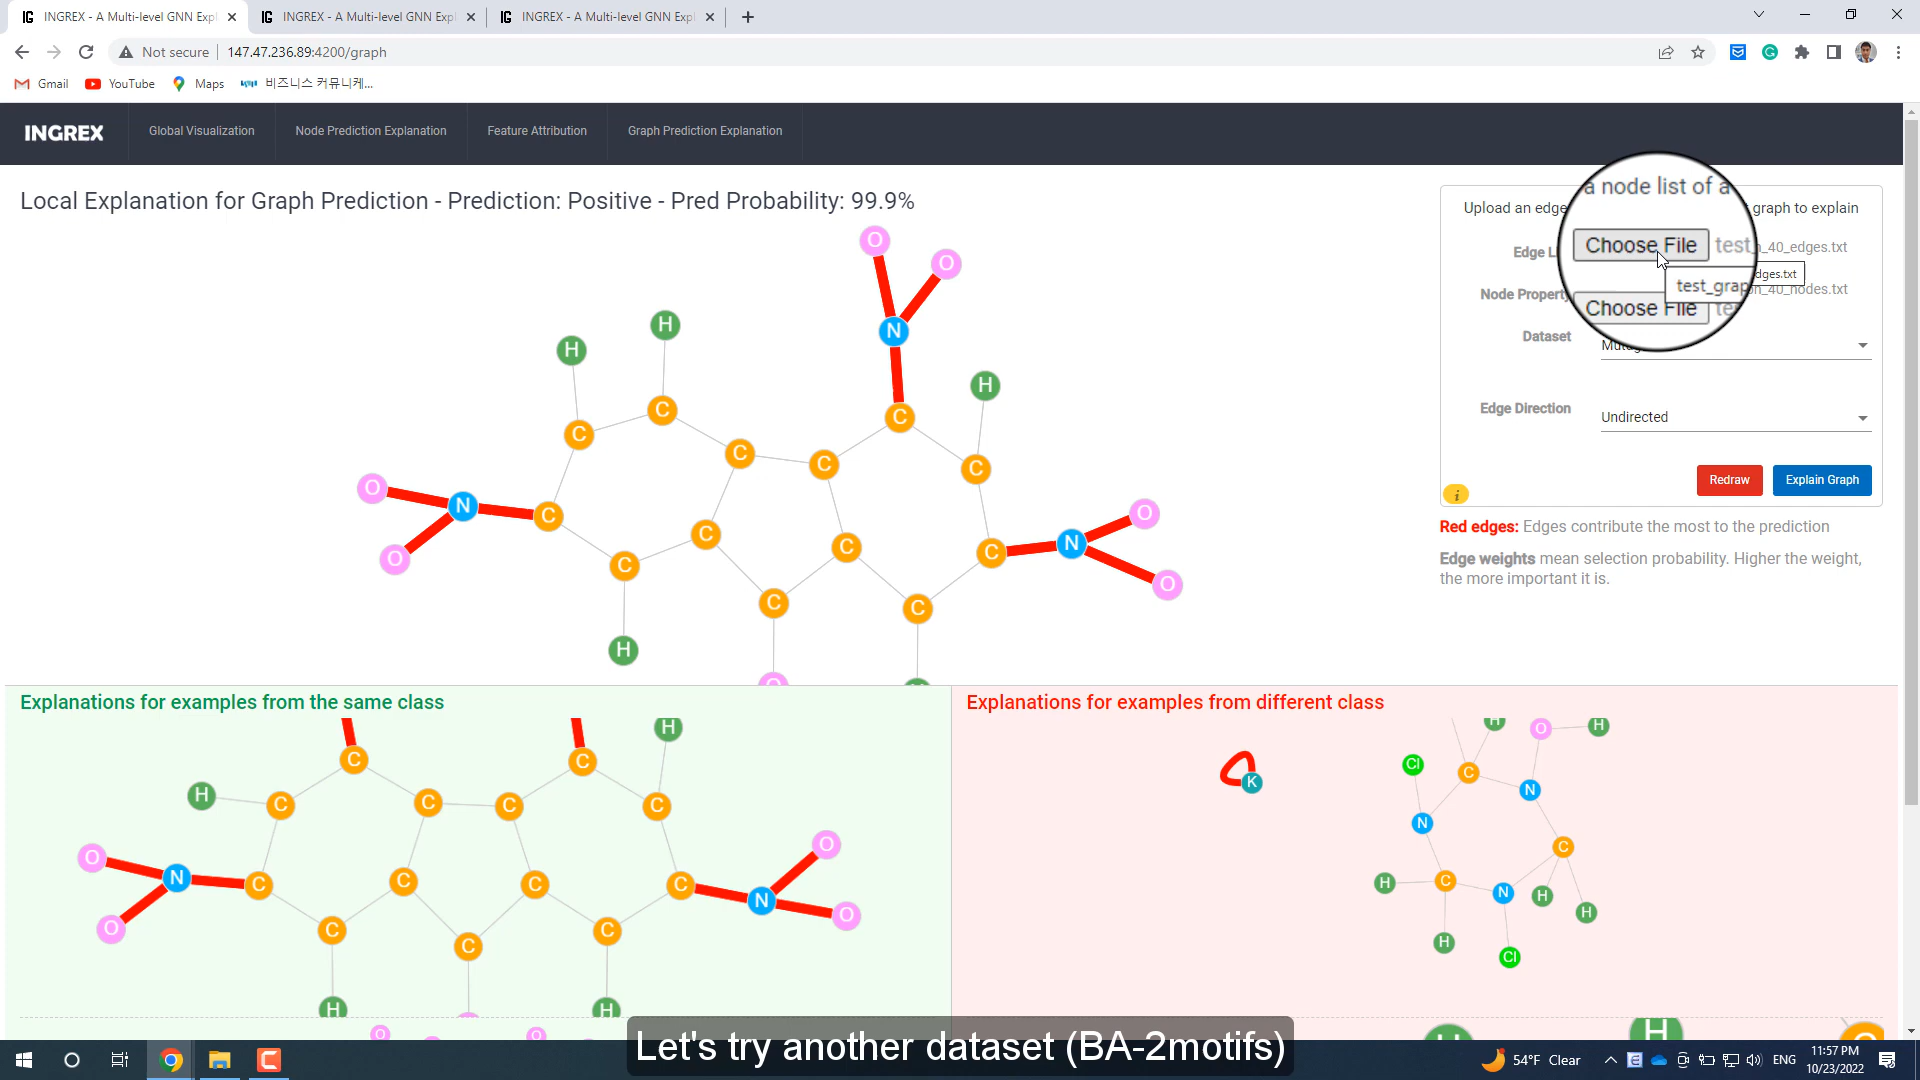 INGREX - A Multi-level GNN Expl
INGREX - A Multi-level GNN Expl
INGREX - A Multi-level GNN Expl
Not secure
147.47.236.89:4200/graph
Gmail
YouTube
Maps
비즈니스 커뮤니케...
INGREX
Global Visualization
Node Prediction Explanation
Feature Attribution
Graph Prediction Explanation
Local Explanation for Graph Prediction - Prediction: Positive - Pred Probability: 99.9%
Upload an edge
a node list of a
graph to explain
Edge Li
Choose File
test
_40_edges.txt
dges.txt
test_grap
Node Property
Choose File
_40_nodes.txt
Dataset
Edge Direction
Undirected
Redraw
Explain Graph
i
Red edges: Edges contribute the most to the prediction
Edge weights mean selection probability. Higher the weight,
the more important it is.
O
O
N
H
H
H
C
C
C
C
C
C
C
O
N
C
C
C
C
N
O
O
O
C
C
C
H
Explanations for examples from the same class
Explanations for examples from different class
C
C
H
H
C
C
C
C
O
N
C
C
C
C
N
O
O
O
C
C
C
H
H
O
O
K
H
O
H
Cl
C
N
N
C
H
C
N
H
H
H
Cl
H
H
C
Let's try another dataset (BA-2motifs)
54°F Clear
ENG
11:57 PM
10/23/2022